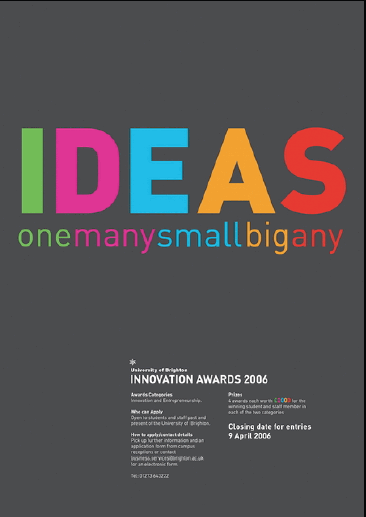 IDEAS
onemanysmallbigany
*
University of Brighton
INNOVATION AWARDS 2006
Awards Categories
Innovation and Entrepreneurship.
Who can Apply
Open to students and staff past and
present of the University of Brighton.
How to apply/contact details
Pick up further information and an
application form from campus
receptions or contact
business.services@brighton.ac.uk
for an electronic form.
Prizes
4 awards each worth £1000 for the
winning student and staff member in
each of the two categories
Closing date for entries
9 April 2006